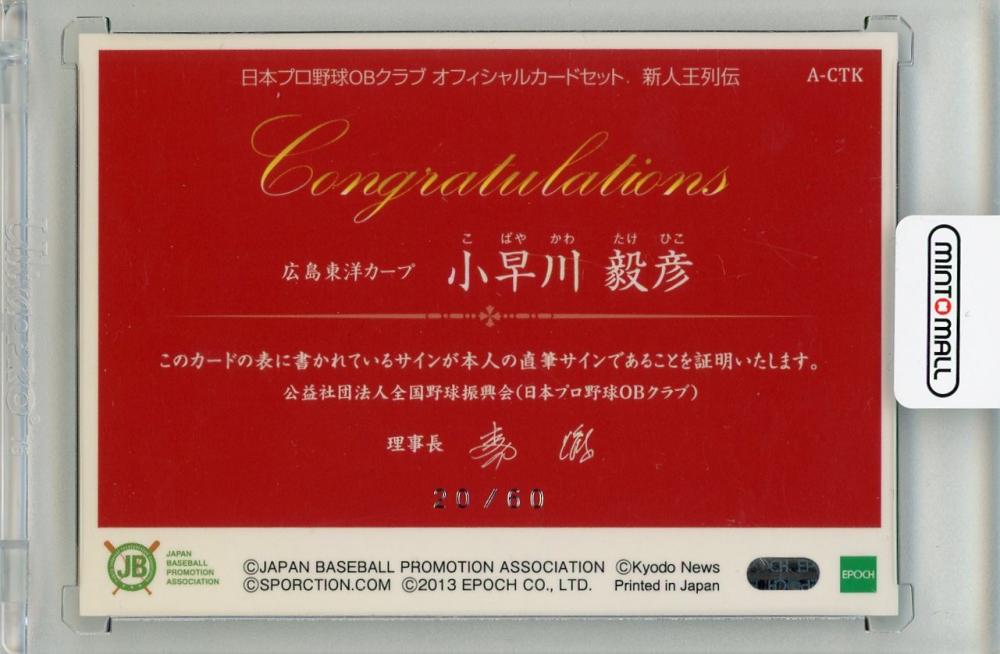 日本プロ野球OBクラブ オフィシャルカードセット 新人王列伝 A-CTK
Congratulations
こ ばや かわ たけ ひこ
広島東洋カープ 小早川 毅彦
このカードの表に書かれているサインが本人の直筆サインであることを証明いたします。
公益社団法人全国野球振興会(日本プロ野球OBクラブ)
理事長
20/60
JB
JAPAN
BASEBALL
PROMOTION
ASSOCIATION
©JAPAN BASEBALL PROMOTION ASSOCIATION ©Kyodo News
©SPORCTION.COM ©2013 EPOCH CO., LTD. Printed in Japan
EPOCH
MINTOMALL